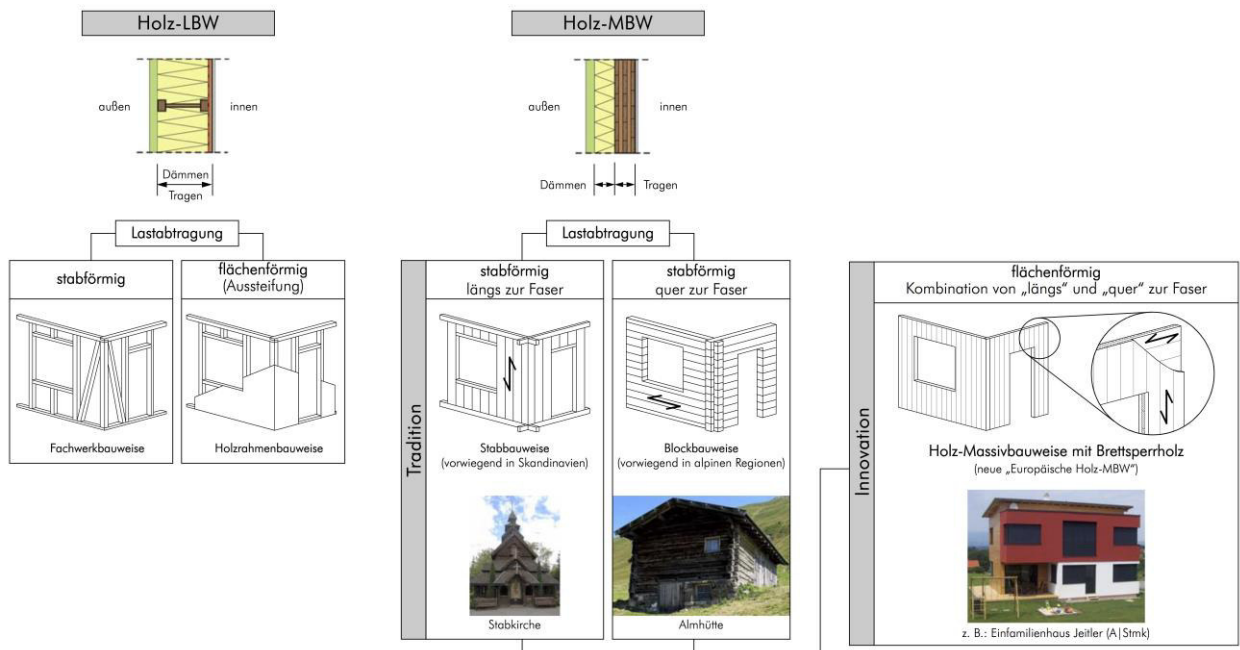 Holz-LBW
außen
innen
Dämmen
Tragen
Lastabtragung
stabförmig
Fachwerkbauweise
flächenförmig
(Aussteifung)
Holzrahmenbauweise
Holz-MBW
außen
innen
Dämmen
Tragen
Lastabtragung
Tradition
stabförmig
längs zur Faser
Stabbauweise
(vorwiegend in Skandinavien)
Stabkirche
stabförmig
quer zur Faser
Blockbauweise
(vorwiegend in alpinen Regionen)
Almhütte
Innovation
flächenförmig
Kombination von „längs“ und „quer“ zur Faser
Holz-Massivbauweise mit Brettsperrholz
(neue „Europäische Holz-MBW“)
z. B.: Einfamilienhaus Jeitler (A|Stmk)